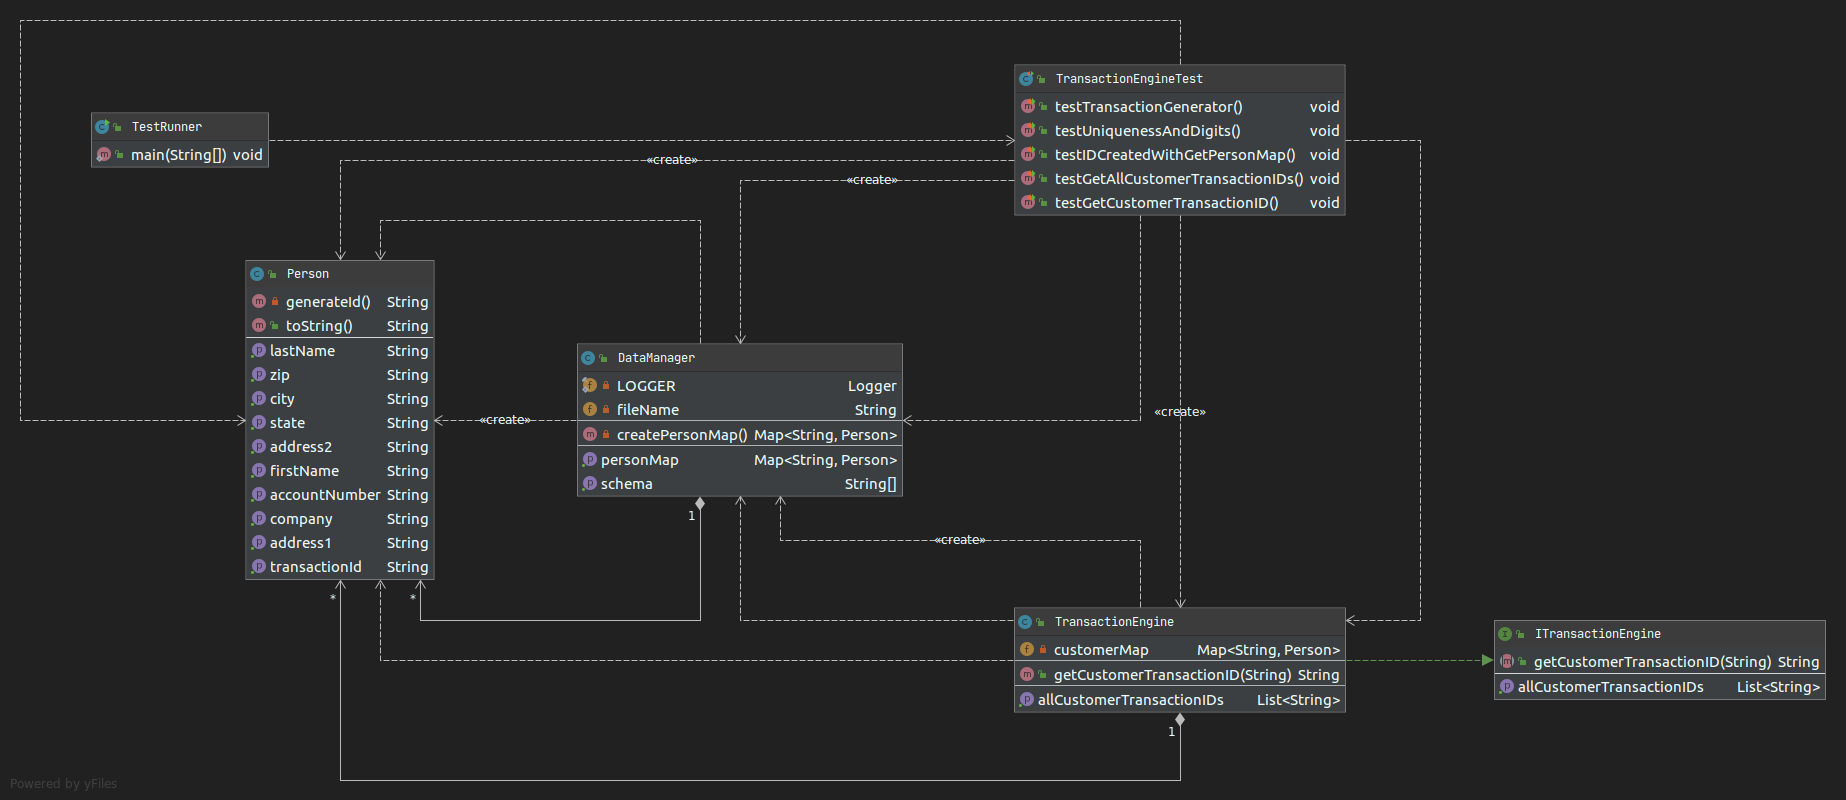 TransactionEngineTest
testTransactionGenerator() void
testUniquenessAndDigits() void
testIDCreatedWithGetPersonMap() void
testGetAllCustomerTransactionIDs() void
testGetCustomerTransactionID() void
TestRunner
main(String[]) void
«create»
«create»
Person
generateId() String
toString() String
lastName String
zip String
city String
state String
address2 String
firstName String
accountNumber String
company String
address1 String
transactionId String
*
*
«create»
DataManager
LOGGER Logger
fileName String
createPersonMap() Map<String, Person>
personMap Map<String, Person>
schema String[]
1
«create»
«create»
TransactionEngine
customerMap Map<String, Person>
getCustomerTransactionID(String) String
allCustomerTransactionIDs List<String>
1
ITransactionEngine
getCustomerTransactionID(String) String
allCustomerTransactionIDs List<String>
Powered by yFiles